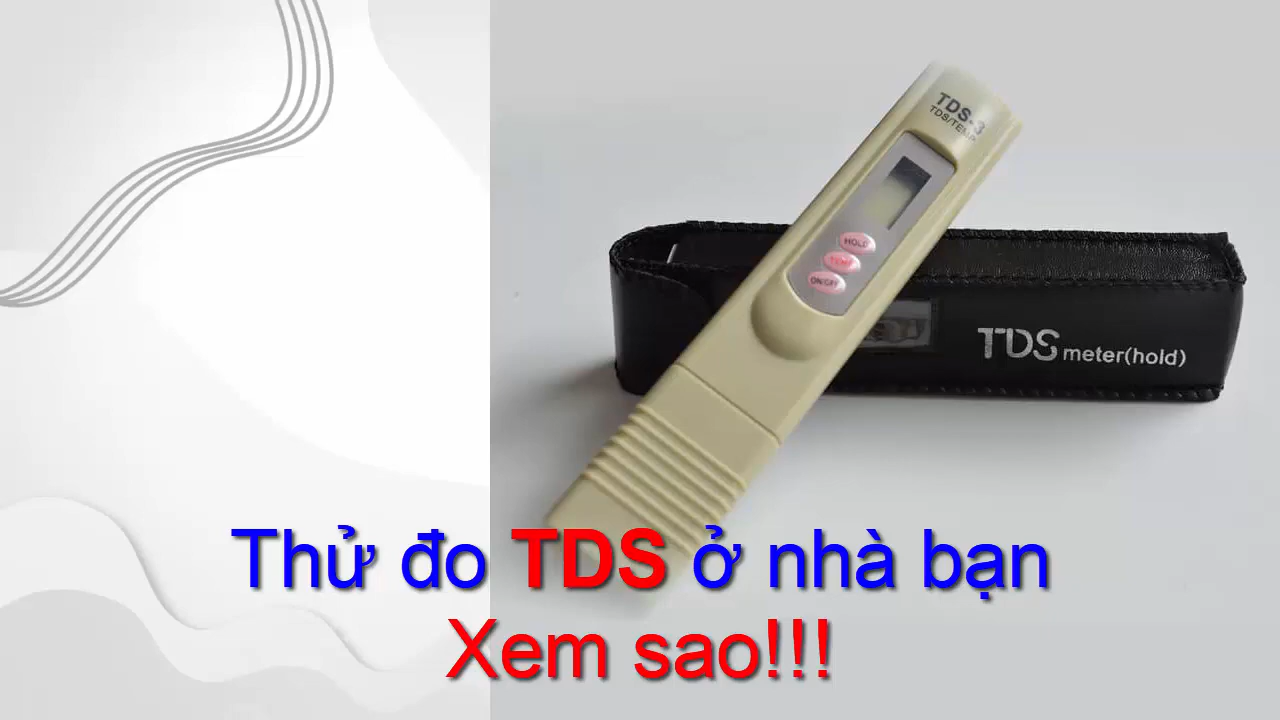 TDS-3
TDS/TEMP
HOLD
TEMP
ON/OFF
TDS meter(hold)
Thử đo TDS ở nhà bạn
Xem sao!!!